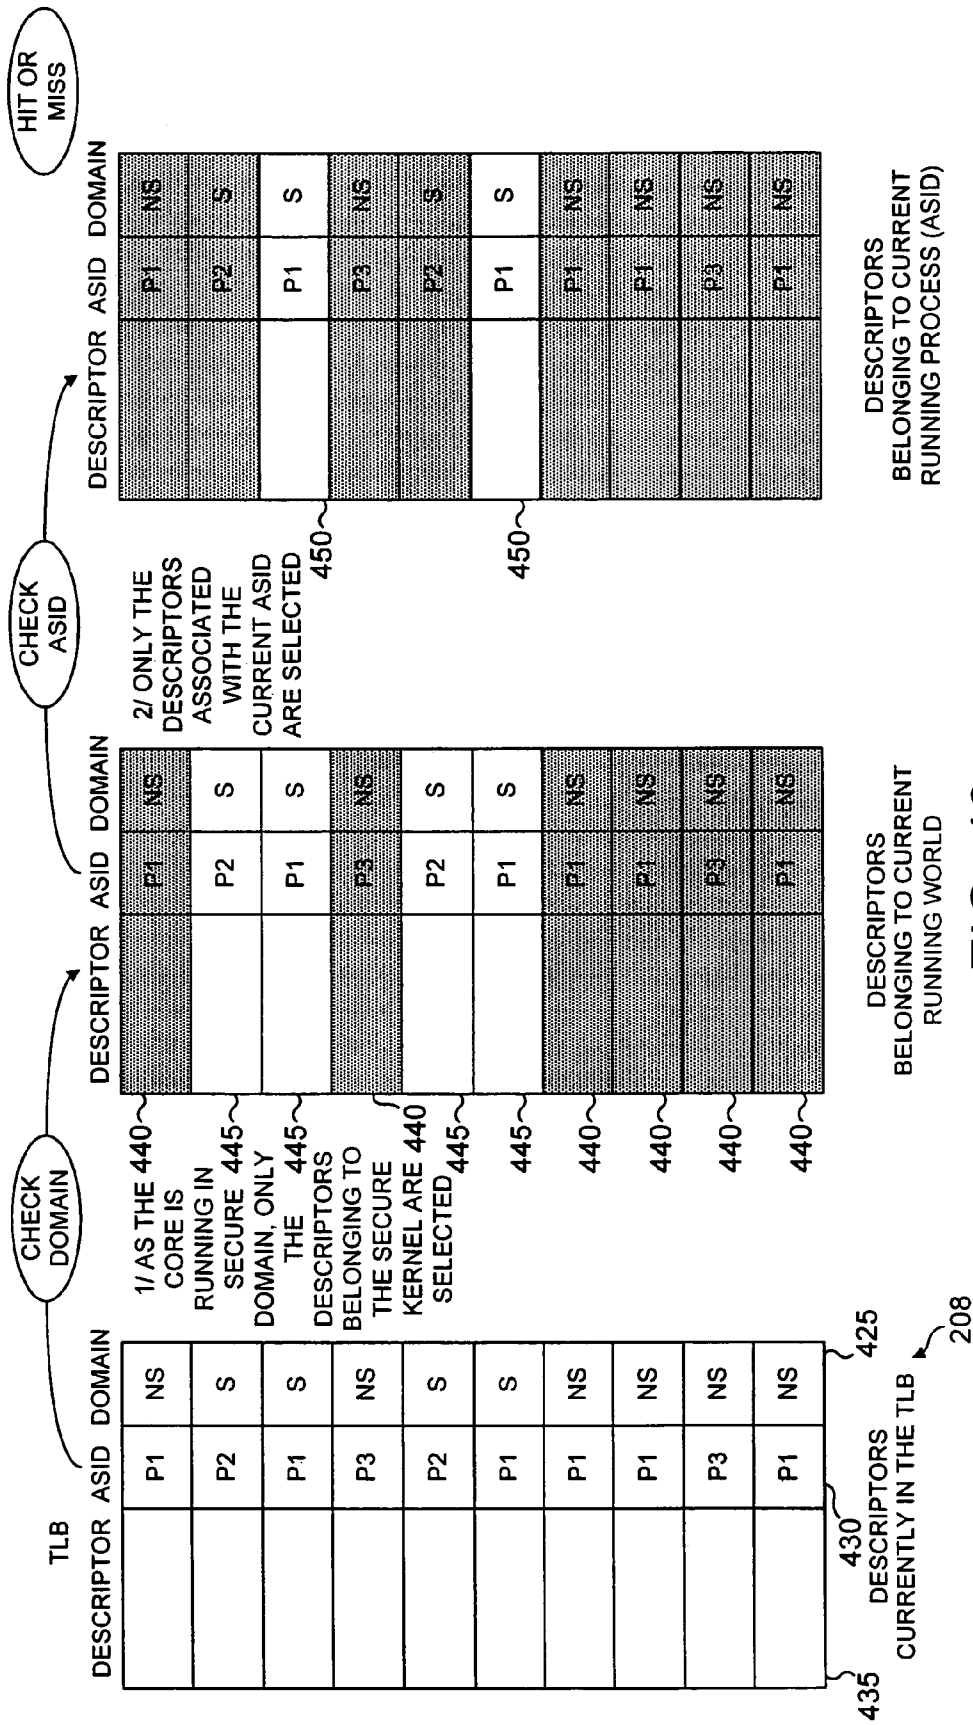 CHECK
DOMAIN
CHECK
ASID
HIT OR
MISS
TLB
DESCRIPTOR ASID DOMAIN
P1 NS
P2 S
P1 S
P3 NS
P2 S
P1 S
P1 NS
P1 NS
P3 NS
P1 NS
435
430
425
DESCRIPTORS
CURRENTLY IN THE TLB
208
1/ AS THE
CORE IS
RUNNING IN
SECURE
DOMAIN, ONLY
THE
DESCRIPTORS
BELONGING TO
THE SECURE
KERNEL ARE
SELECTED
440
445
445
440
445
445
440
440
440
440
DESCRIPTOR ASID DOMAIN
P1 NS
P2 S
P1 S
P3 NS
P2 S
P1 S
P1 NS
P1 NS
P3 NS
P1 NS
DESCRIPTORS
BELONGING TO CURRENT
RUNNING WORLD
2/ ONLY THE
DESCRIPTORS
ASSOCIATED
WITH THE
CURRENT ASID
ARE SELECTED
450
450
DESCRIPTOR ASID DOMAIN
P1 NS
P2 S
P1 S
P3 NS
P2 S
P1 S
P1 NS
P1 NS
P3 NS
P1 NS
DESCRIPTORS
BELONGING TO CURRENT
RUNNING PROCESS (ASID)